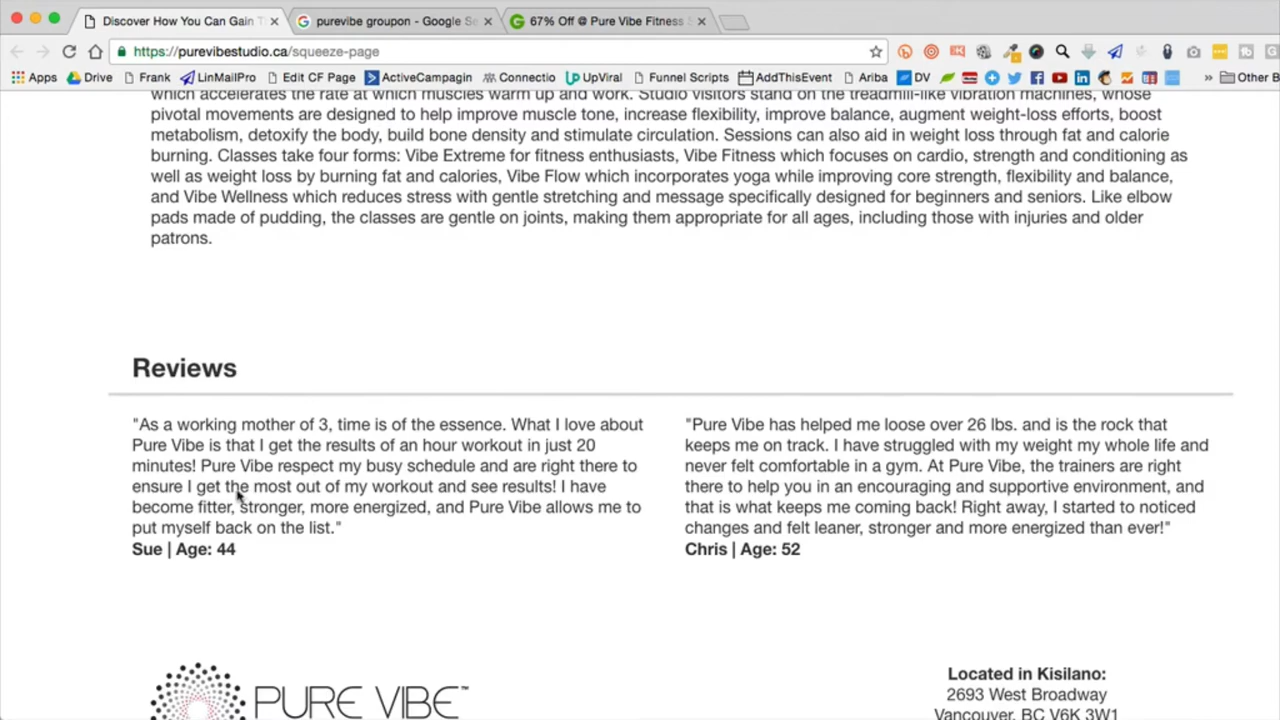 Discover How You Can Gain T
purevibe groupon - Google Se
67% Off @ Pure Vibe Fitness S
https://purevibestudio.ca/squeeze-page
Apps
Drive
Frank
LinMailPro
Edit CF Page
ActiveCampagin
Connectio
UpViral
Funnel Scripts
AddThisEvent
Ariba
DV
» Other B
which accelerates the rate at which muscles warm up and work. Studio visitors stand on the treadmill-like vibration machines, whose
pivotal movements are designed to help improve muscle tone, increase flexibility, improve balance, augment weight-loss efforts, boost
metabolism, detoxify the body, build bone density and stimulate circulation. Sessions can also aid in weight loss through fat and calorie
burning. Classes take four forms: Vibe Extreme for fitness enthusiasts, Vibe Fitness which focuses on cardio, strength and conditioning as
well as weight loss by burning fat and calories, Vibe Flow which incorporates yoga while improving core strength, flexibility and balance,
and Vibe Wellness which reduces stress with gentle stretching and message specifically designed for beginners and seniors. Like elbow
pads made of pudding, the classes are gentle on joints, making them appropriate for all ages, including those with injuries and older
patrons.
Reviews
"As a working mother of 3, time is of the essence. What I love about
Pure Vibe is that I get the results of an hour workout in just 20
minutes! Pure Vibe respect my busy schedule and are right there to
ensure I get the most out of my workout and see results! I have
become fitter, stronger, more energized, and Pure Vibe allows me to
put myself back on the list."
Sue | Age: 44
"Pure Vibe has helped me loose over 26 lbs. and is the rock that
keeps me on track. I have struggled with my weight my whole life and
never felt comfortable in a gym. At Pure Vibe, the trainers are right
there to help you in an encouraging and supportive environment, and
that is what keeps me coming back! Right away, I started to noticed
changes and felt leaner, stronger and more energized than ever!"
Chris | Age: 52
PURE VIBE™
Located in Kisilano:
2693 West Broadway
Vancouver, BC V6K 3W1